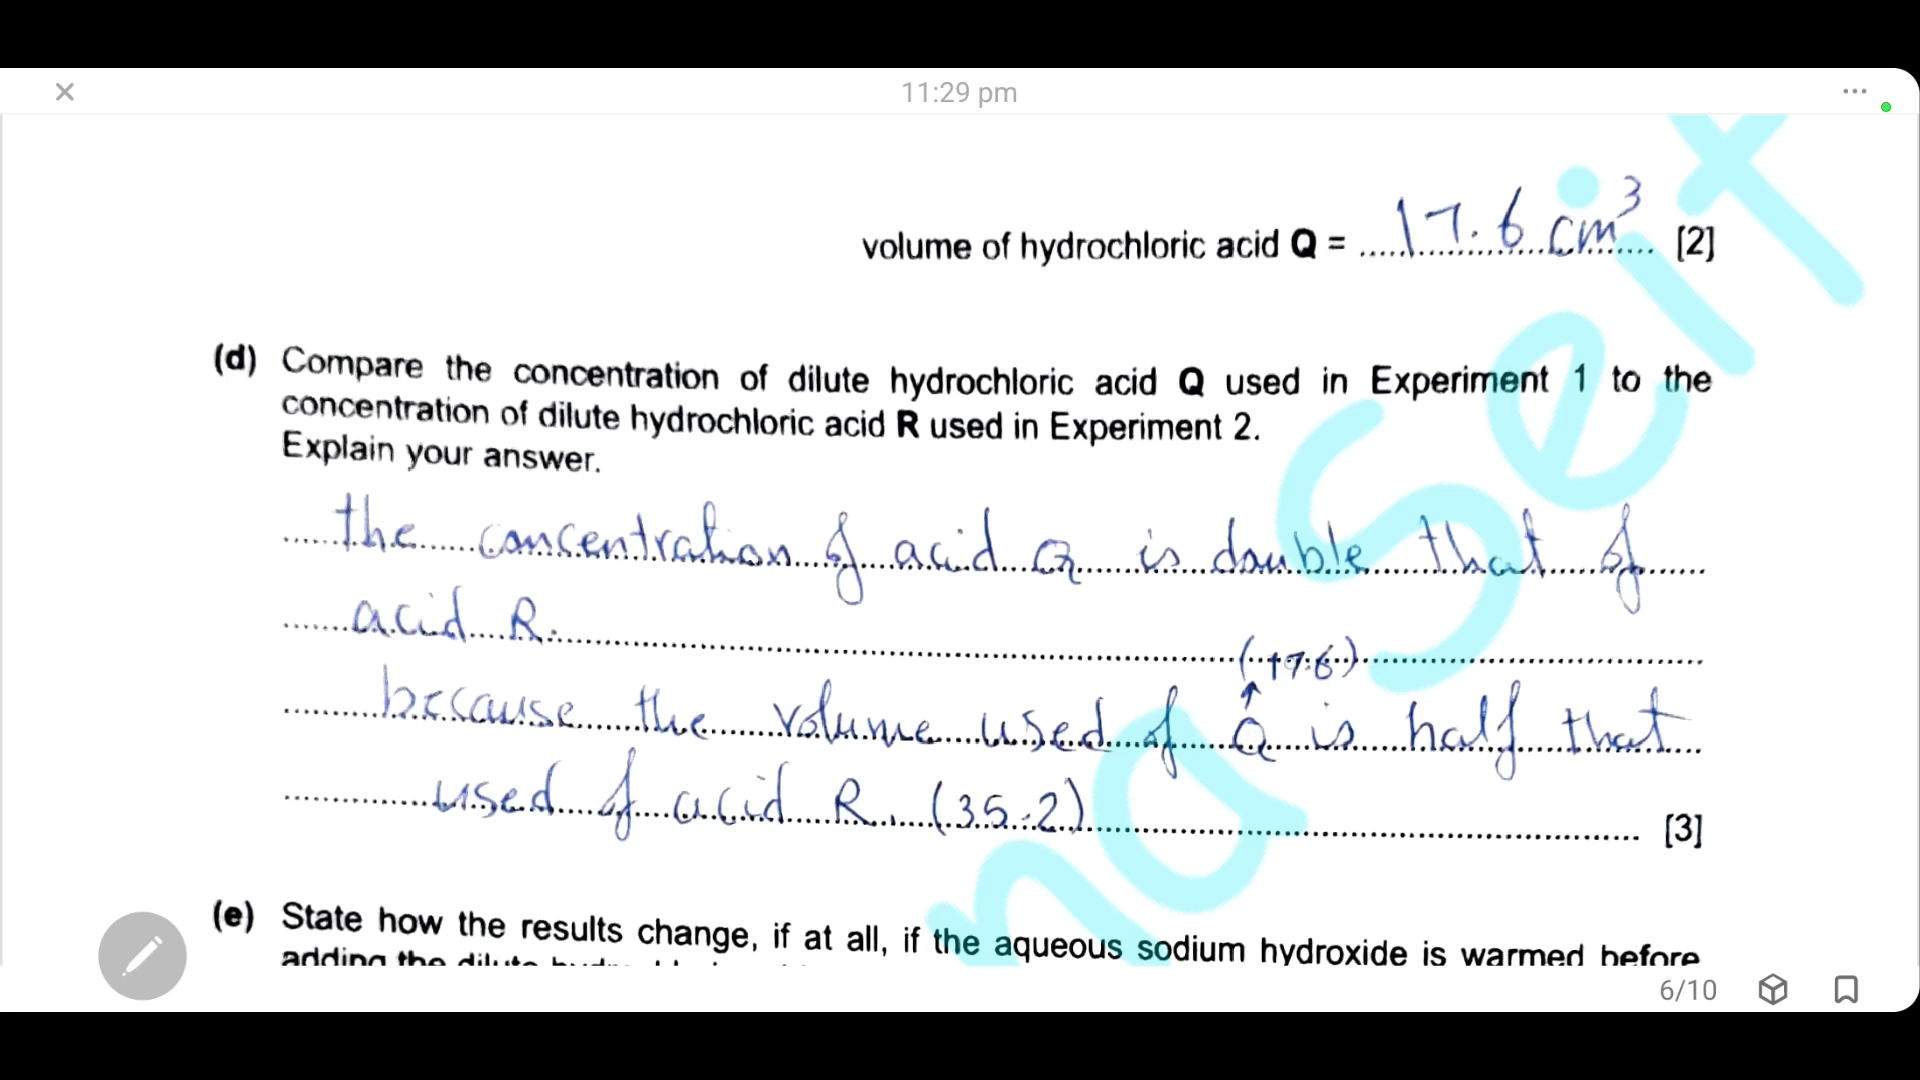 11:29 pm
volume of hydrochloric acid Q = 17.6 cm³ [2]
(d) Compare the concentration of dilute hydrochloric acid Q used in Experiment 1 to the
concentration of dilute hydrochloric acid R used in Experiment 2.
Explain your answer.
the concentration of acid Q is double that of
acid R.
(17.6)
because the volume used of Q is half that
used of acid R. (35.2)
[3]
(e) State how the results change, if at all, if the aqueous sodium hydroxide is warmed before
adding the
6/10